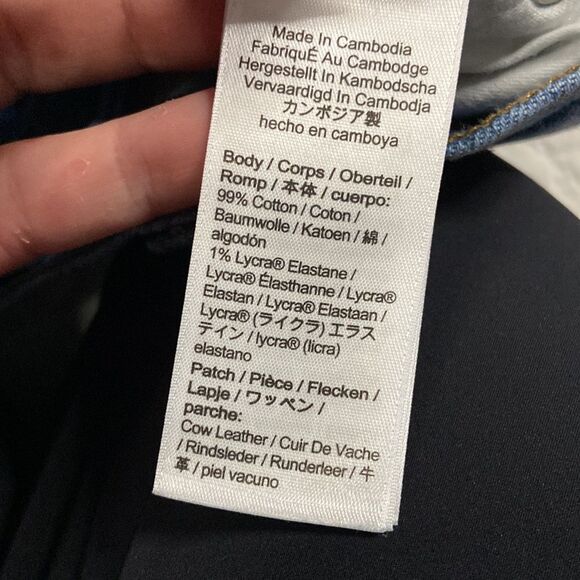 Made In Cambodia
FabriquÉ Au Cambodge
Hergestellt In Kambodscha
Vervaardigd In Cambodja
カンボジア製
hecho en camboya
Body / Corps / Oberteil /
Romp / 本体 / cuerpo:
99% Cotton / Coton /
Baumwolle / Katoen / 綿 /
algodón
1% Lycra® Elastane /
Lycra® Élasthanne / Lycra®
Elastan / Lycra® Elastaan /
Lycra® (ライクラ) エラス
テイン / lycra® (licra)
elastano
Patch / Pièce / Flecken /
Lapje / ワッペン /
parche:
Cow Leather / Cuir De Vache
/ Rindsleder / Runderleer / 牛
革 / piel vacuno